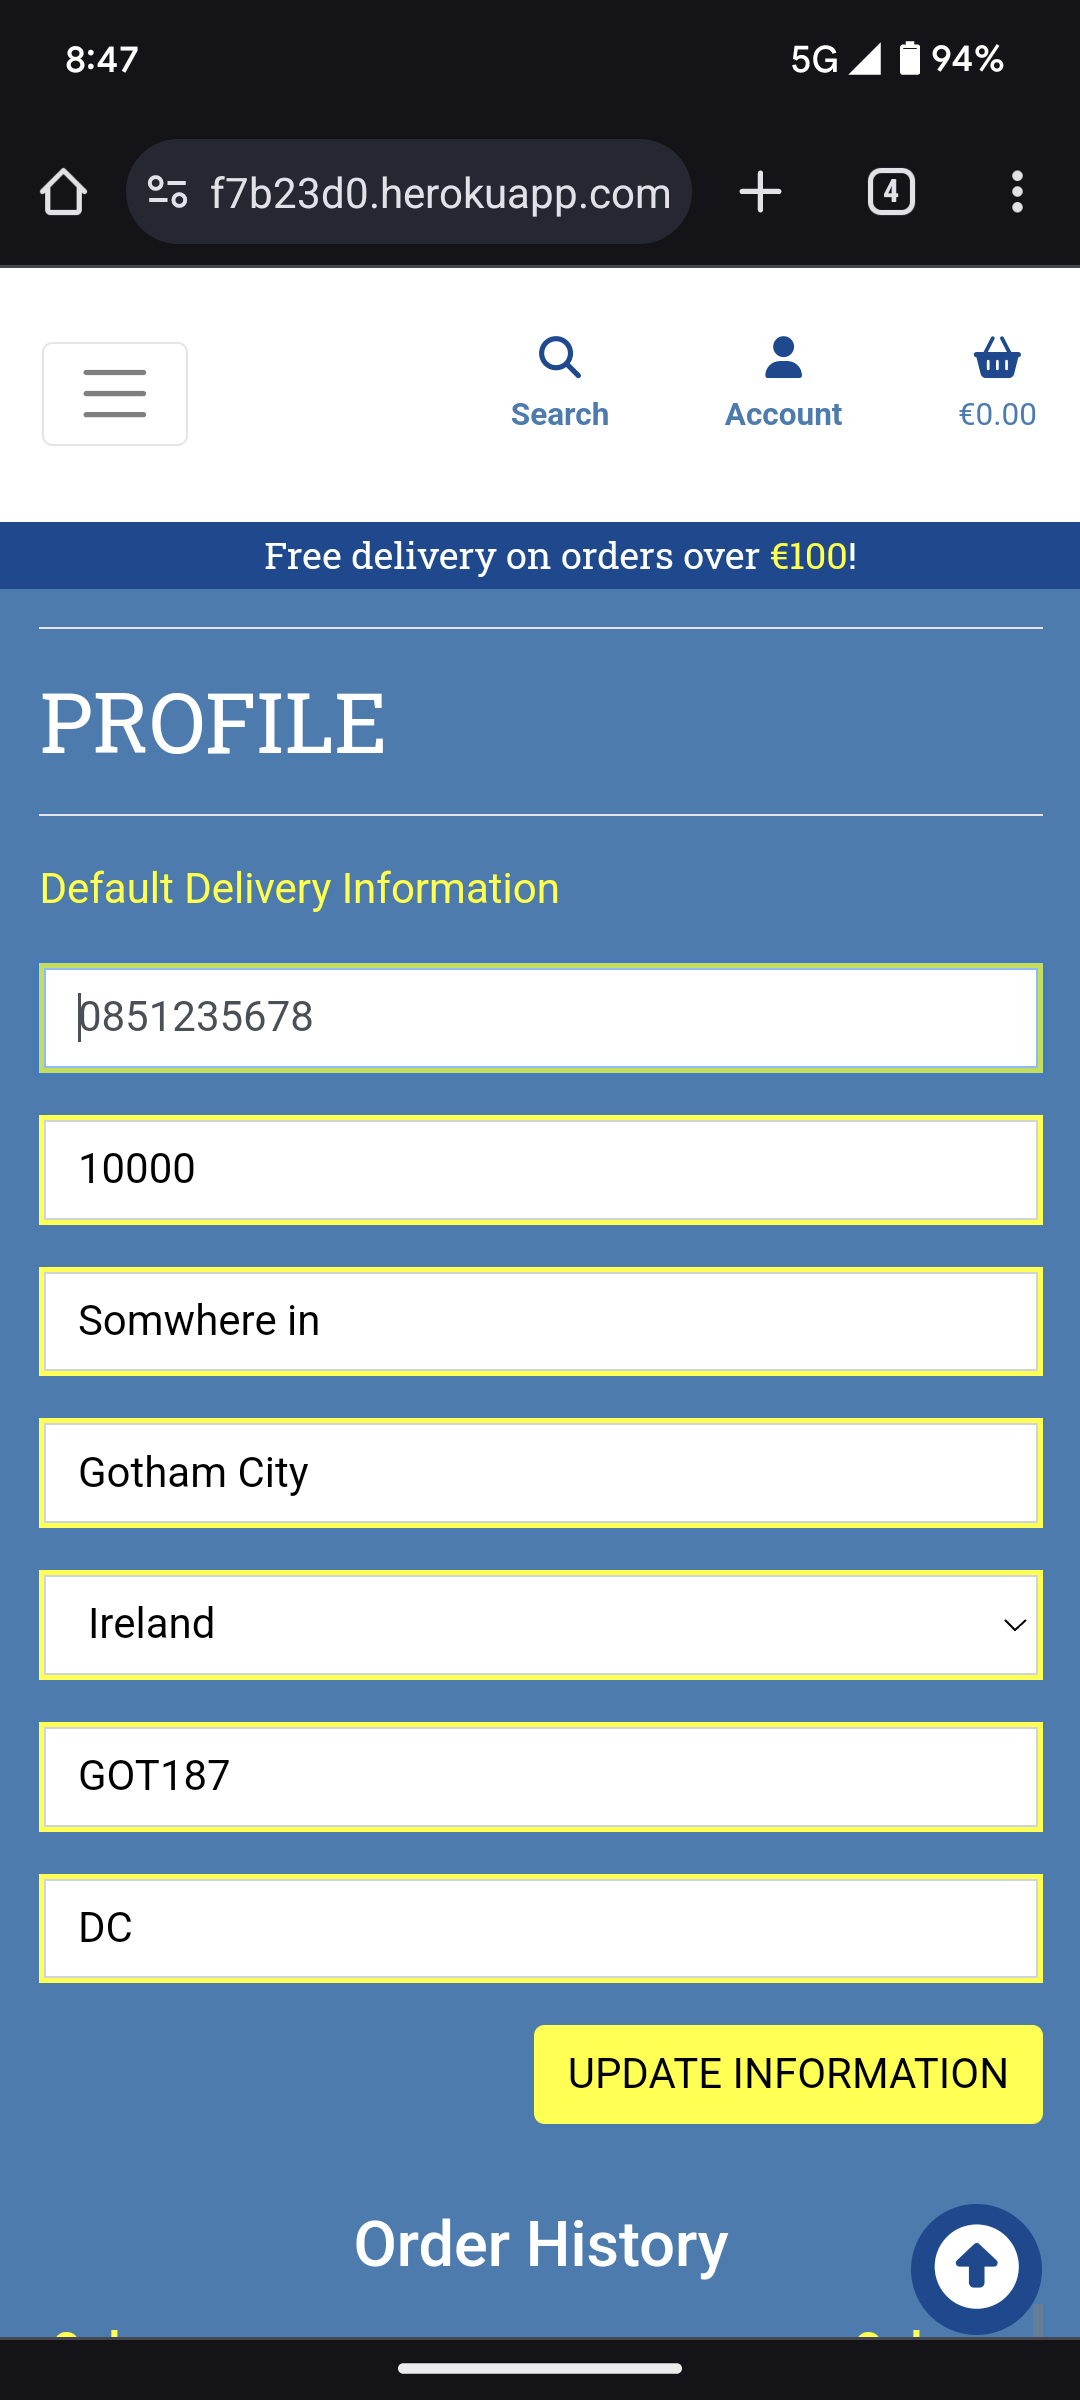 8:47
5G 94%
f7b23d0.herokuapp.com
4
Search
Account
€0.00
Free delivery on orders over €100!
PROFILE
Default Delivery Information
0851235678
10000
Somwhere in
Gotham City
Ireland
GOT187
DC
UPDATE INFORMATION
Order History